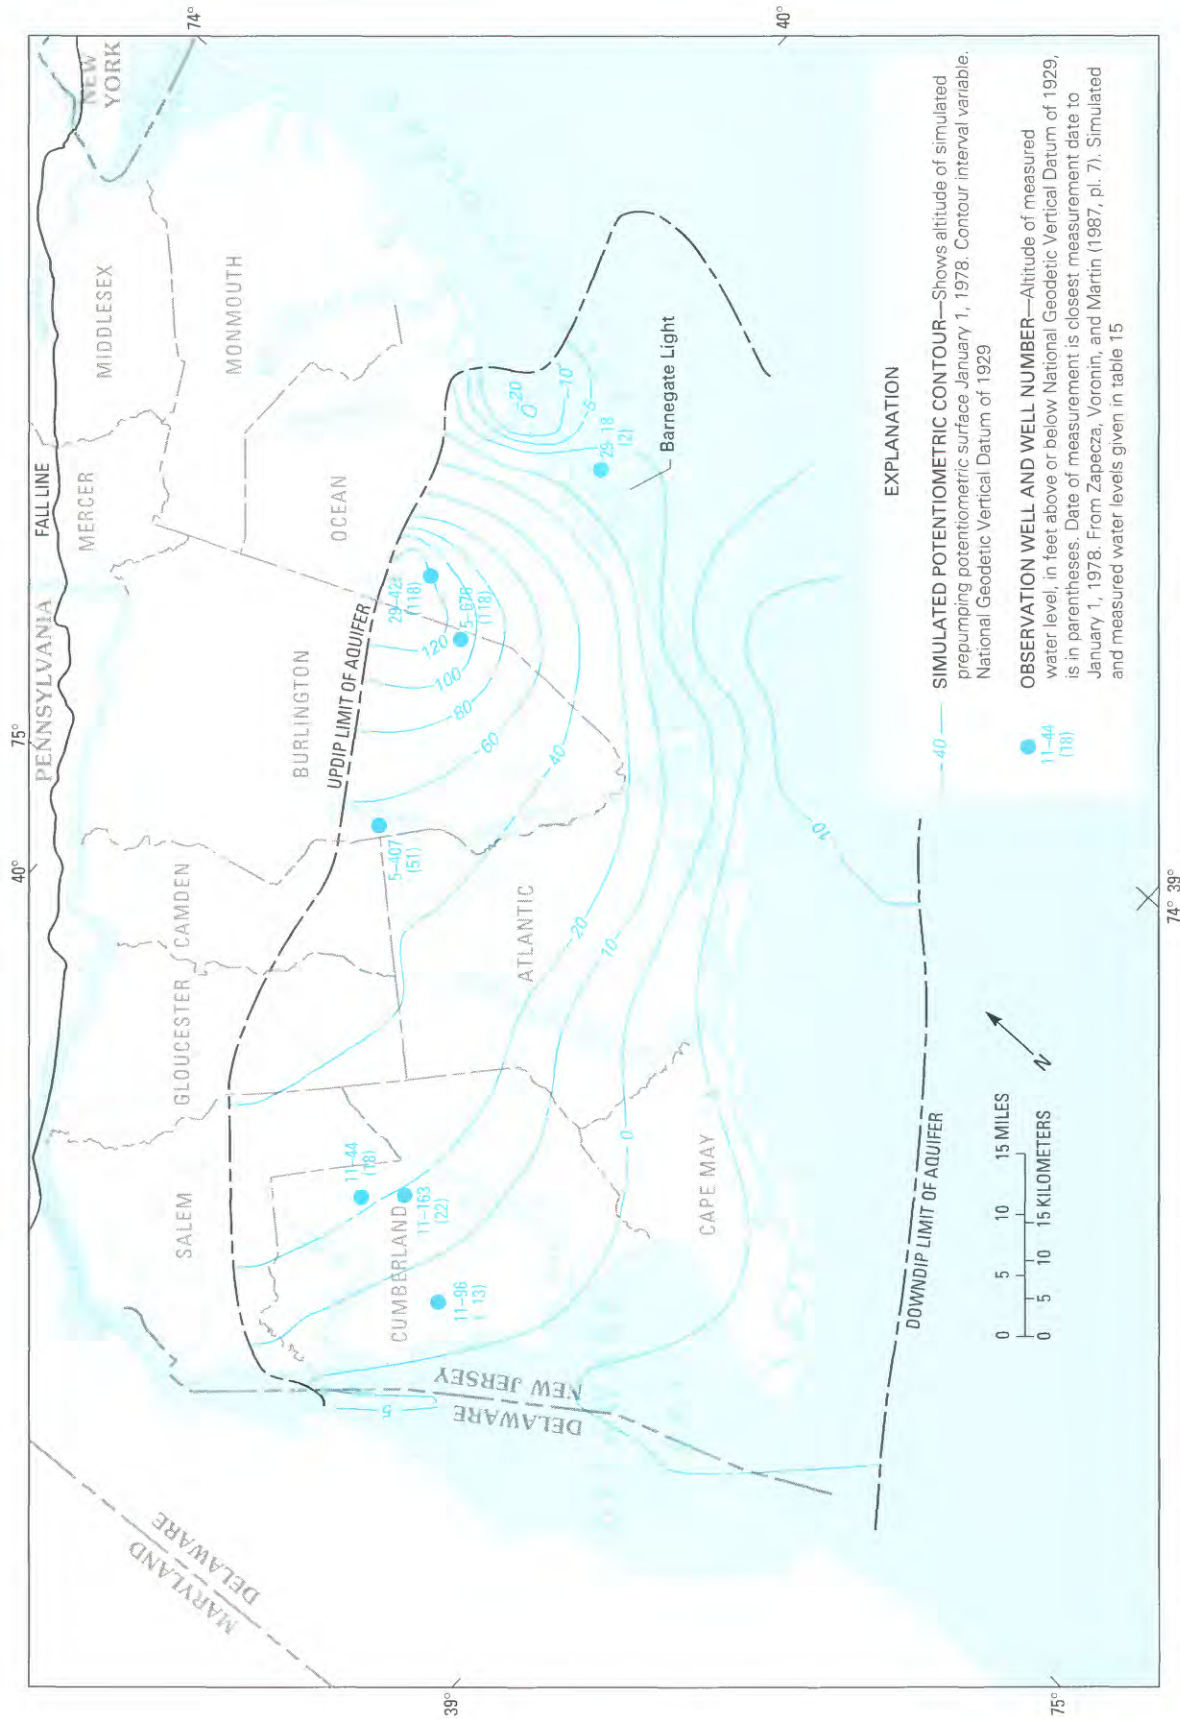 PENNSYLVANIA
NEW
YORK
FALL LINE
MERCER
MIDDLESEX
MONMOUTH
OCEAN
BURLINGTON
CAMDEN
GLOUCESTER
SALEM
ATLANTIC
CUMBERLAND
CAPE MAY
NEW JERSEY
DELAWARE
MARYLAND
DELAWARE
UPDIP LIMIT OF AQUIFER
DOWNDIP LIMIT OF AQUIFER
Barnegate Light
40°
75°
74°
40°
39°
75°
74° 39°
120
100
80
60
40
20
10
0
10
5
-20
-10
-5
(118)
5-676
(118)
5-407
(51)
29-18
(2)
11-44
(18)
11-163
(22)
11-96
(13)
0 5 10 15 MILES
0 5 10 15 KILOMETERS
N
EXPLANATION
— 40 — SIMULATED POTENTIOMETRIC CONTOUR—Shows altitude of simulated
prepumping potentiometric surface January 1, 1978. Contour interval variable.
National Geodetic Vertical Datum of 1929
11-44
(18)
OBSERVATION WELL AND WELL NUMBER—Altitude of measured
water level, in feet above or below National Geodetic Vertical Datum of 1929,
is in parentheses. Date of measurement is closest measurement date to
January 1, 1978. From Zapecza, Voronin, and Martin (1987, pl. 7). Simulated
and measured water levels given in table 15